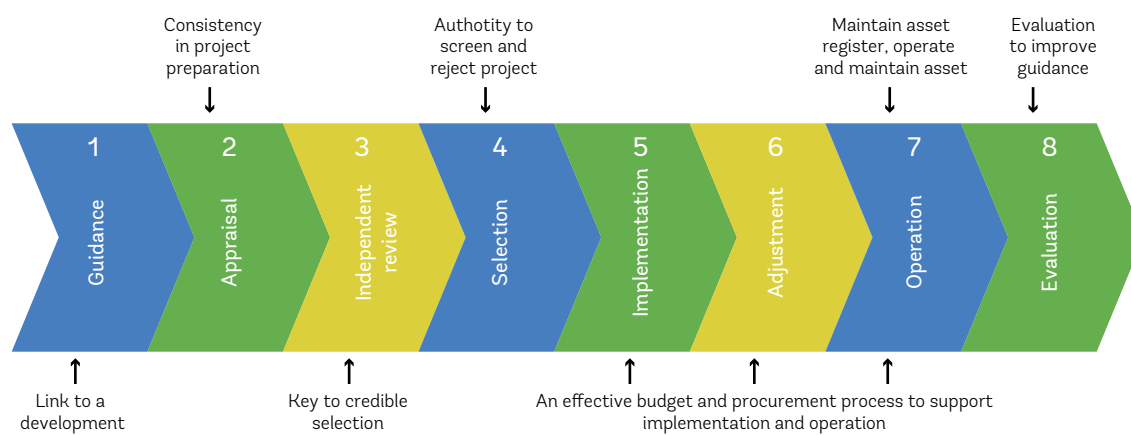 Consistency
in project
preparation
Authotity to
screen and
reject project
Maintain asset
register, operate
and maintain asset
Evaluation
to improve
guidance
1
Guidance
2
Appraisal
3
Independent
review
4
Selection
5
Implementation
6
Adjustment
7
Operation
8
Evaluation
Link to a
development
Key to credible
selection
An effective budget and procurement process to support
implementation and operation